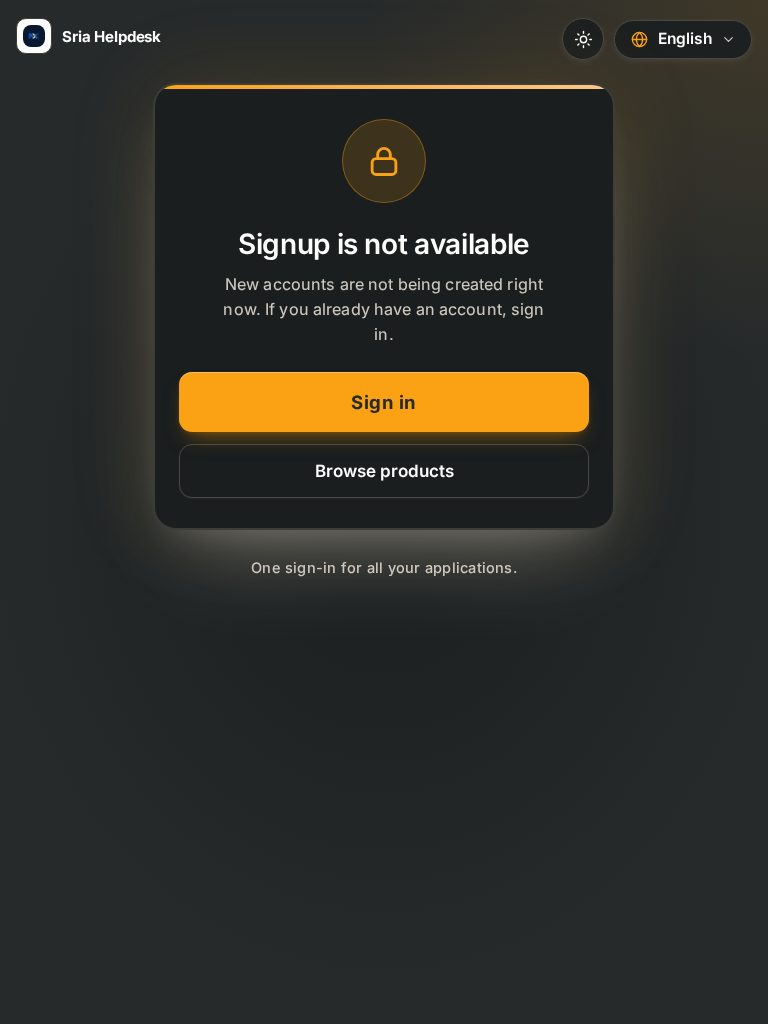 Sria Helpdesk
English
Signup is not available
New accounts are not being created right
now. If you already have an account, sign
in.
Sign in
Browse products
One sign-in for all your applications.